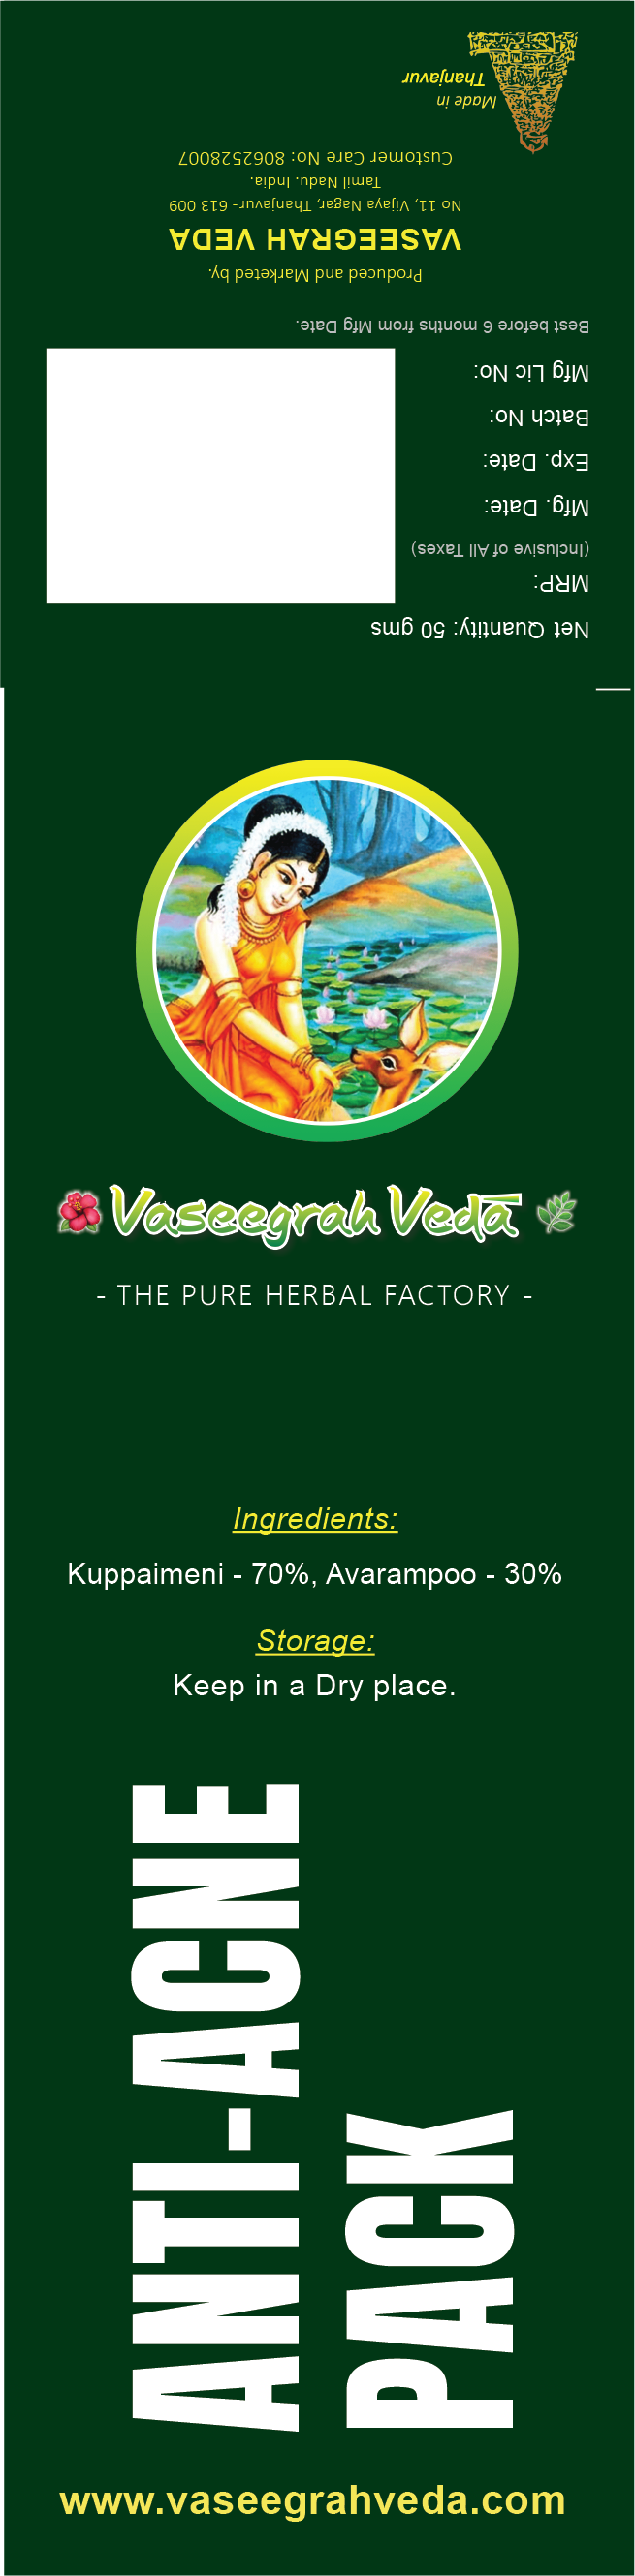 Net Quantity: 50 gms
MRP:
(Inclusive of All Taxes)
Mfg. Date:
Exp. Date:
Batch No:
Mfg Lic No:
Best before 6 months from Mfg Date.
Produced and Marketed by.
VASEEGRAH VEDA
No 11, Vijaya Nagar, Thanjavur- 613 009
Tamil Nadu. India.
Customer Care No: 8062528007
Made in
Thanjavur
Vaseegrah Veda
- THE PURE HERBAL FACTORY -
Ingredients:
Kuppaimeni - 70%, Avarampoo - 30%
Storage:
Keep in a Dry place.
ANTI-ACNE
PACK
www.vaseegrahveda.com